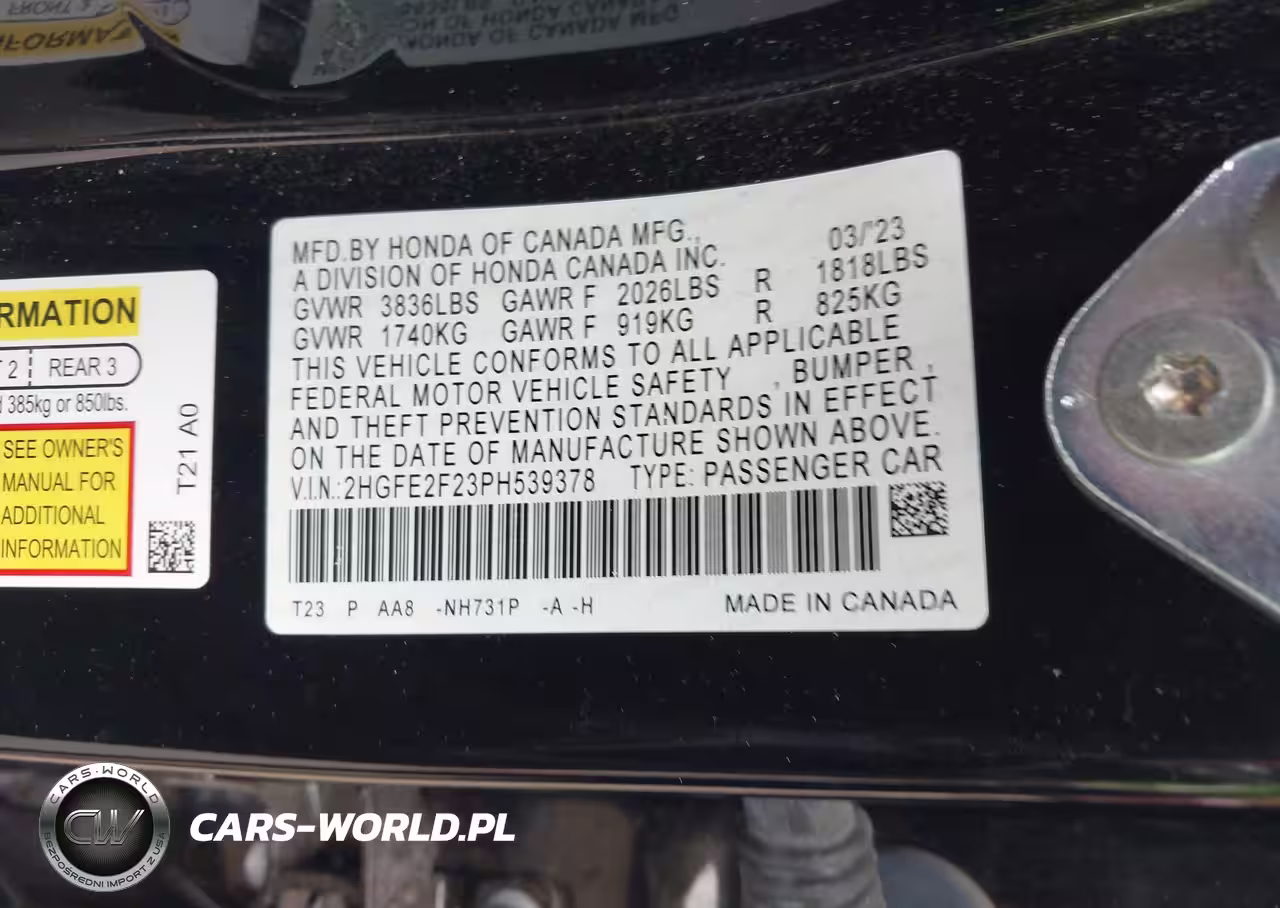 RMATION
2 REAR 3
385kg or 850lbs.
SEE OWNER'S
MANUAL FOR
ADDITIONAL
INFORMATION
T21 A0
MFD.BY HONDA OF CANADA MFG., 03/'23
A DIVISION OF HONDA CANADA INC.
GVWR 3836LBS GAWR F 2026LBS R 1818LBS
GVWR 1740KG GAWR F 919KG R 825KG
THIS VEHICLE CONFORMS TO ALL APPLICABLE
FEDERAL MOTOR VEHICLE SAFETY , BUMPER ,
AND THEFT PREVENTION STANDARDS IN EFFECT
ON THE DATE OF MANUFACTURE SHOWN ABOVE.
V.I.N.:2HGFE2F23PH539378 TYPE: PASSENGER CAR
T23 P AA8 -NH731P -A -H MADE IN CANADA
CARS-WORLD
CW
BEZPOŚREDNI IMPORT Z USA
CARS-WORLD.PL